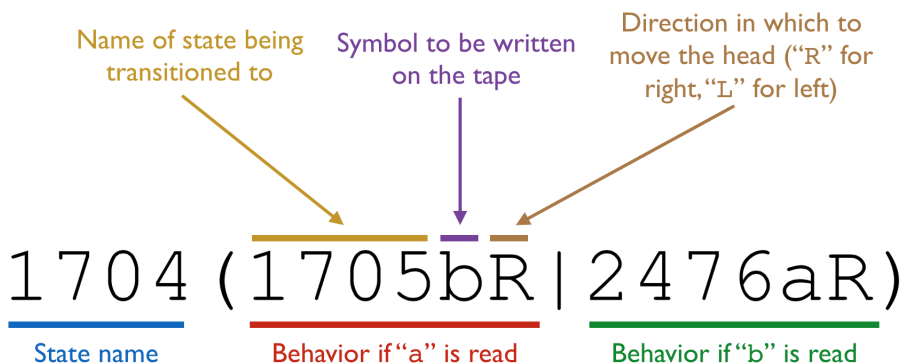 Name of state being
transitioned to
Symbol to be written
on the tape
Direction in which to
move the head (“R” for
right, “L” for left)
1704(1705bR|2476aR)
State name
Behavior if “a” is read
Behavior if “b” is read